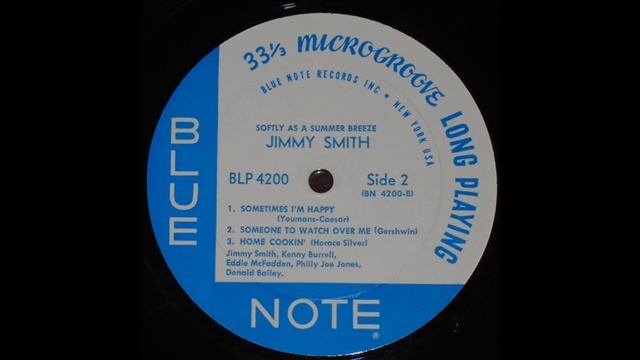 33⅓ MICROGROOVE LONG PLAYING
BLUE NOTE RECORDS INC • NEW YORK USA
SOFTLY AS A SUMMER BREEZE
JIMMY SMITH
BLP 4200
Side 2
(BN 4200-B)
1. SOMETIMES I'M HAPPY
(Youmans-Caesar)
2. SOMEONE TO WATCH OVER ME (Gershwin)
3. HOME COOKIN' (Horace Silver)
Jimmy Smith, Kenny Burrell,
Eddie McFadden, Philly Joe Jones,
Donald Bailey.
BLUE
NOTE
®